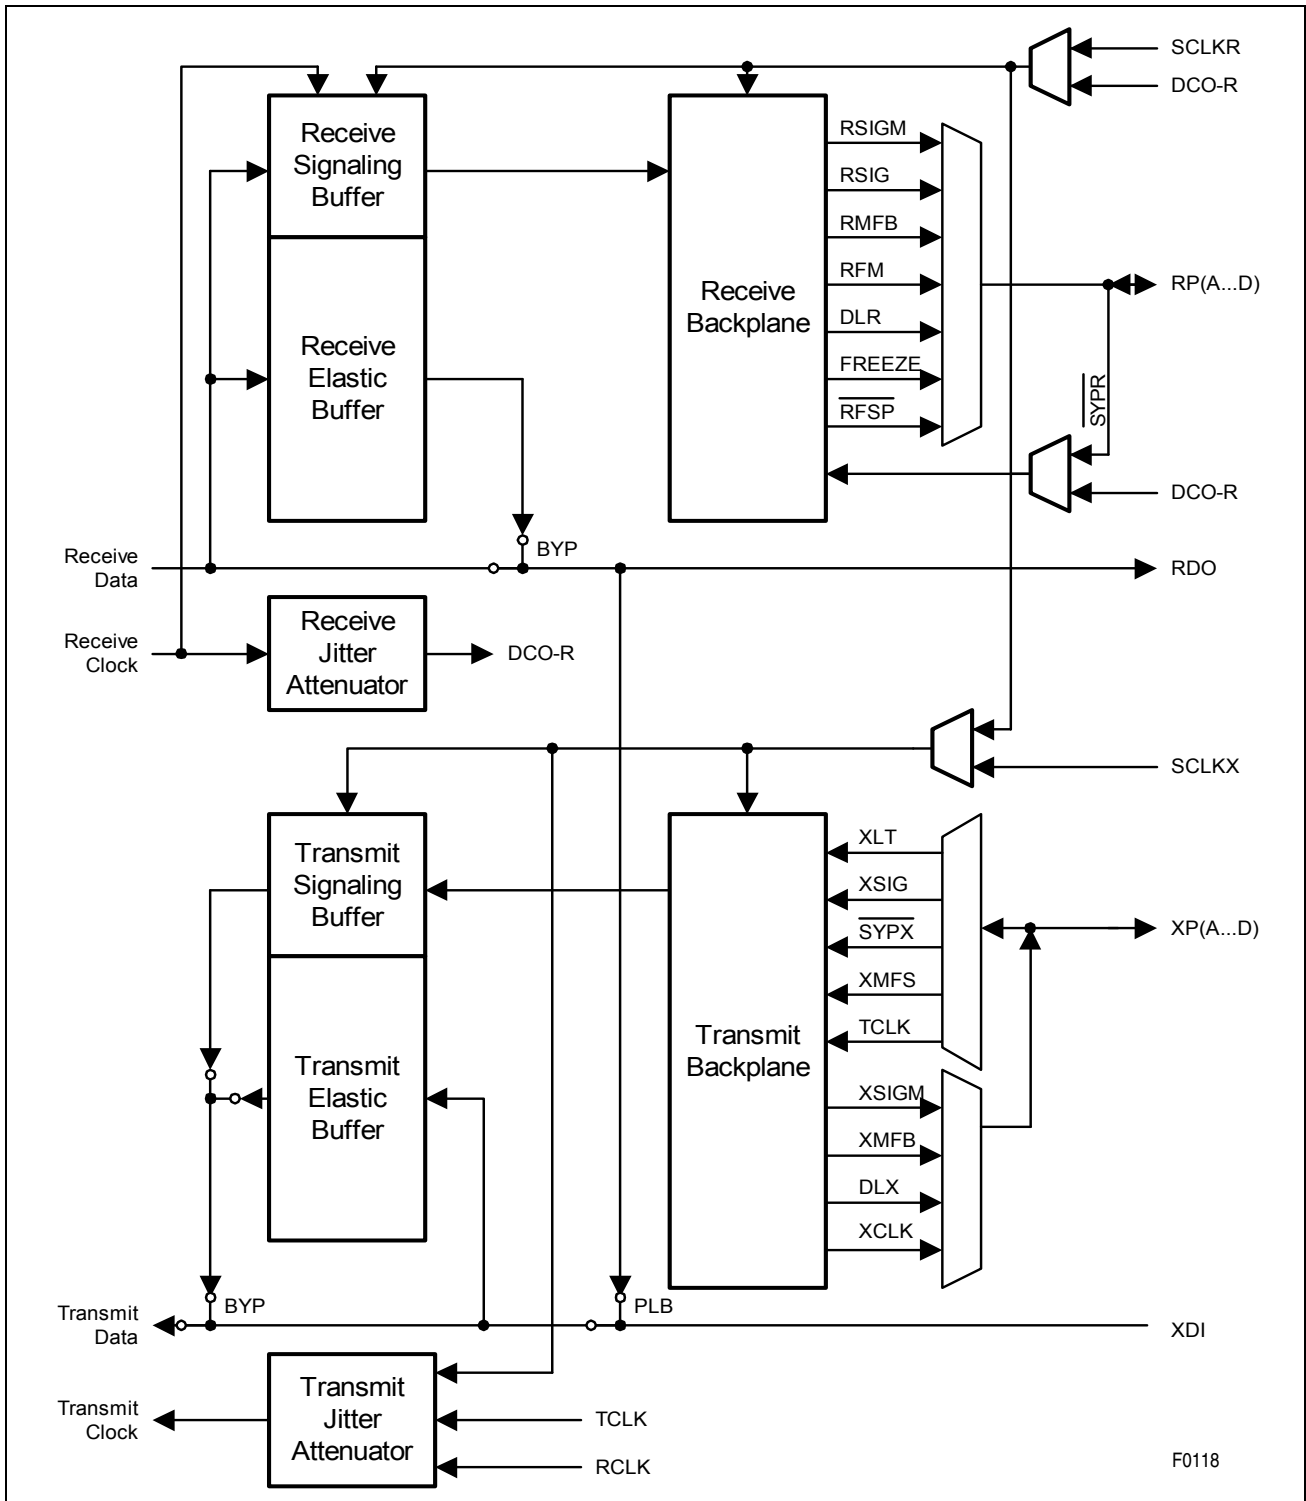 SCLKR
DCO-R
Receive
Signaling
Buffer
Receive
Elastic
Buffer
Receive
Backplane
RSIGM
RSIG
RMFB
RFM
DLR
FREEZE
RFSP
RP(A...D)
SYPR
DCO-R
BYP
Receive
Data
RDO
Receive
Clock
Receive
Jitter
Attenuator
DCO-R
SCLKX
Transmit
Signaling
Buffer
Transmit
Elastic
Buffer
Transmit
Backplane
XLT
XSIG
SYPX
XMFS
TCLK
XSIGM
XMFB
DLX
XCLK
XP(A...D)
BYP
PLB
Transmit
Data
XDI
Transmit
Clock
Transmit
Jitter
Attenuator
TCLK
RCLK
F0118